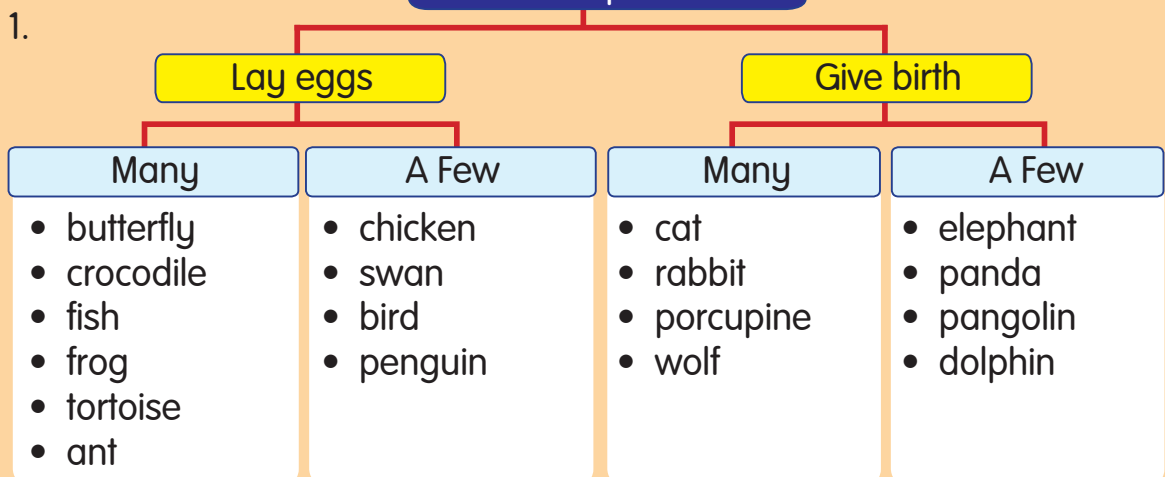 1.
Lay eggs
Give birth
Many
A Few
Many
A Few
• butterfly
• crocodile
• fish
• frog
• tortoise
• ant
• chicken
• swan
• bird
• penguin
• cat
• rabbit
• porcupine
• wolf
• elephant
• panda
• pangolin
• dolphin